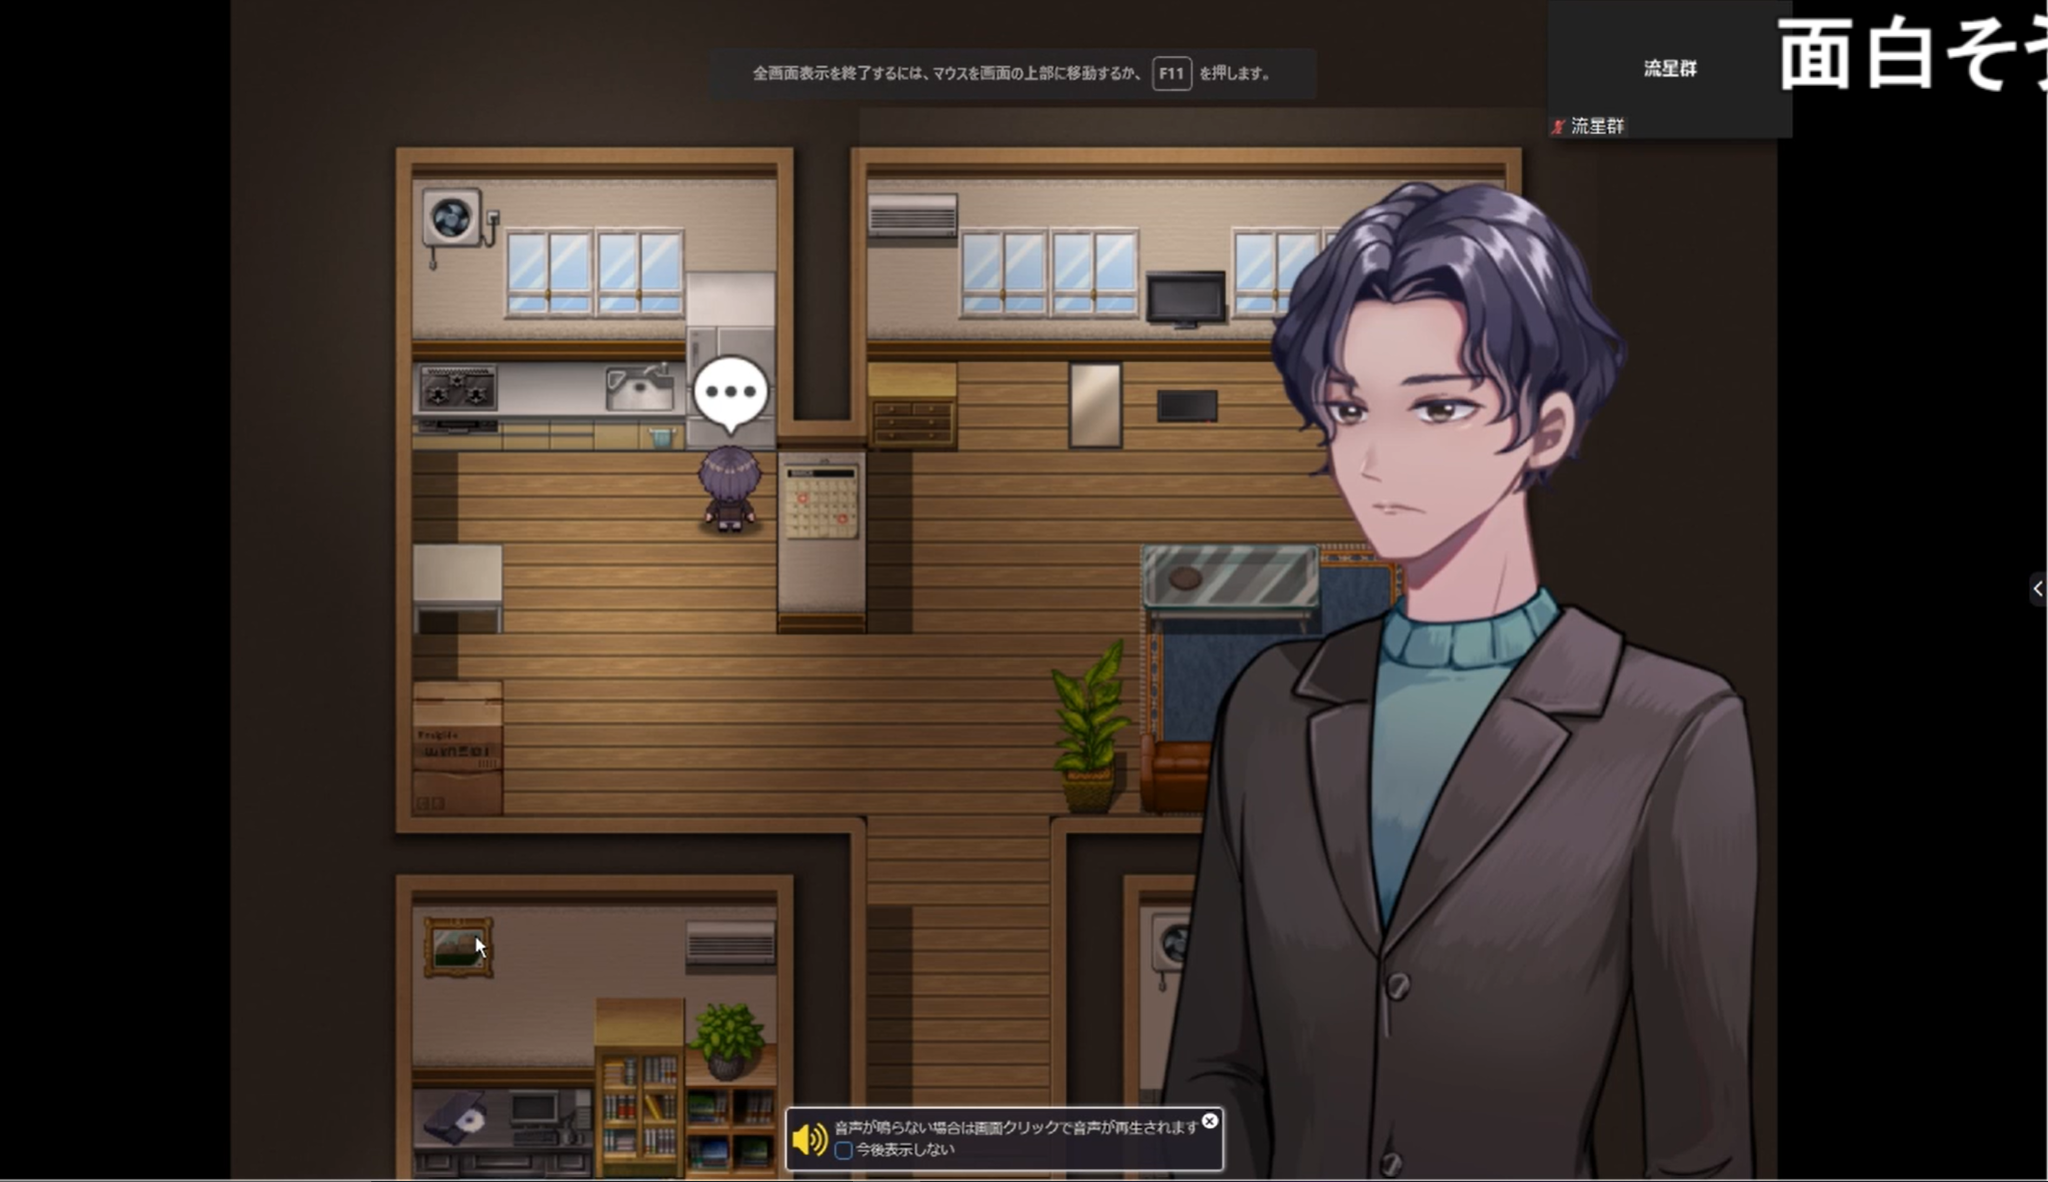 全画面表示を終了するには、マウスを画面の上部に移動するか、 F11 を押します。
流星群
流星群
面白そう
音声が鳴らない場合は画面クリックで音声が再生されます
今後表示しない